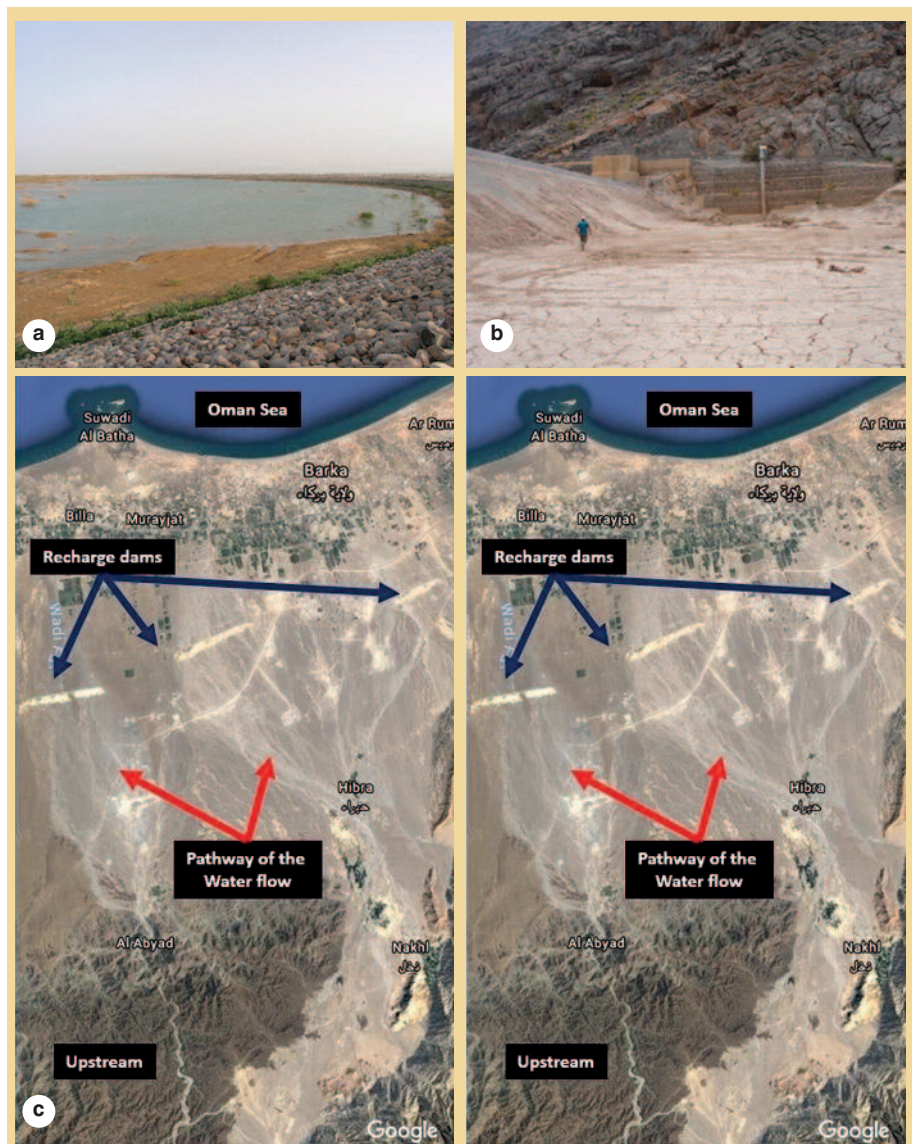 a
b
Oman Sea
Suwadi
Al Batha
Ar Rum
Barka
ولاية بركاء
Billa
Murayjat
Recharge dams
Hibra
هبراء
Pathway of the
Water flow
Al Abyad
Nakhl
نخل
Upstream
c
Google
Oman Sea
Suwadi
Al Batha
Ar Rum
Barka
ولاية بركاء
Billa
Murayjat
Recharge dams
Hibra
هبراء
Pathway of the
Water flow
Al Abyad
Nakhl
نخل
Upstream
Google